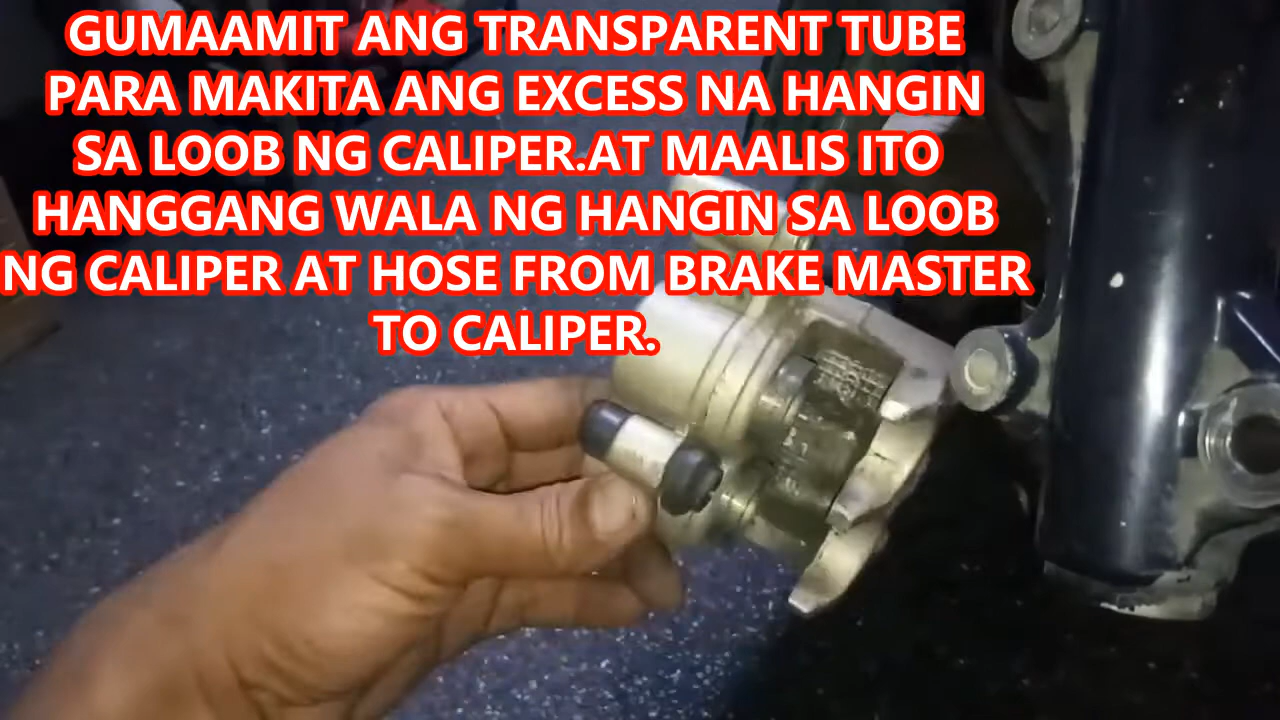 GUMAAMIT ANG TRANSPARENT TUBE
PARA MAKITA ANG EXCESS NA HANGIN
SA LOOB NG CALIPER.AT MAALIS ITO
HANGGANG WALA NG HANGIN SA LOOB
NG CALIPER AT HOSE FROM BRAKE MASTER
TO CALIPER.